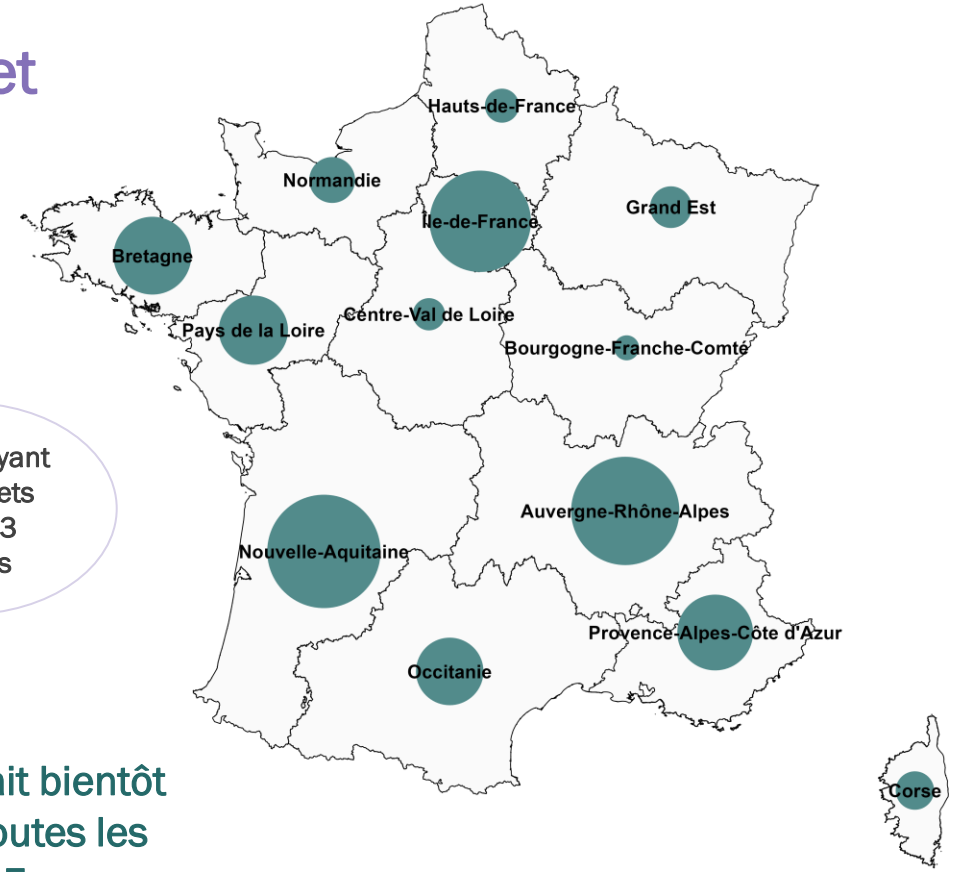 et
Hauts-de-France
Normandie
Île-de-France
Grand Est
Bretagne
Centre-Val de Loire
Pays de la Loire
Bourgogne-Franche-Comté
yant
ets
3
s
Auvergne-Rhône-Alpes
Nouvelle-Aquitaine
Provence-Alpes-Côte d'Azur
Occitanie
ait bientôt
outes les
Corse